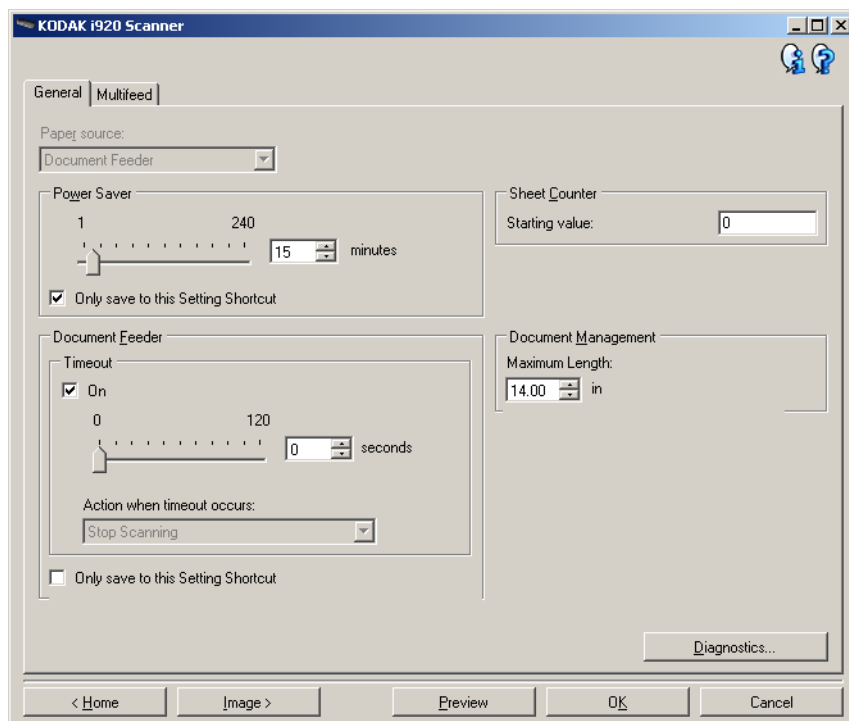 KODAK i920 Scanner
General
Multifeed
Paper source:
Document Feeder
Power Saver
1 240
15 minutes
Only save to this Setting Shortcut
Sheet Counter
Starting value: 0
Document Feeder
Timeout
On
0 120
0 seconds
Action when timeout occurs:
Stop Scanning
Only save to this Setting Shortcut
Document Management
Maximum Length:
14.00 in
Diagnostics...
< Home
Image >
Preview
OK
Cancel